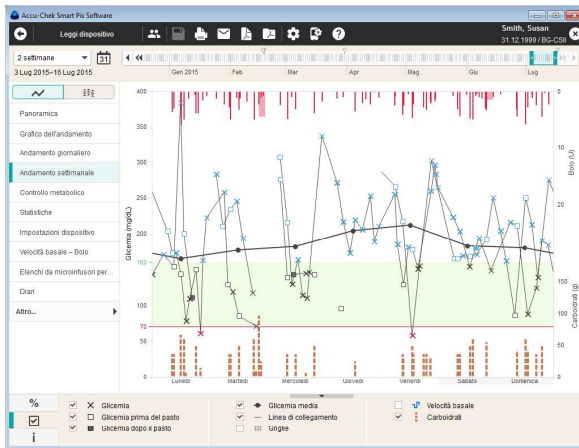 Accu-Chek Smart Pix Software
Leggi dispositivo
Smith, Susan
31.12.1999 / BG-CSII
2 settimane
31
3 Lug 2015–16 Lug 2015
Gen 2015 Feb Mar Apr Mag Giu Lug
Panoramica
Grafico dell'andamento
Andamento giornaliero
Andamento settimanale
Controllo metabolico
Statistiche
Impostazioni dispositivo
Velocità basale – Bolo
Elenchi da microinfusori per...
Diari
Altro...
Glicemia (mg/dL)
400
350
300
250
200
160
100
70
50
0
Bolo (U)
0
10
20
30
Carboidrati (g)
150
100
50
0
Lunedì Martedì Mercoledì Giovedì Venerdì Sabato Domenica
%
i
Glicemia
Glicemia prima del pasto
Glicemia dopo il pasto
Glicemia media
Linea di collegamento
Griglie
Velocità basale
Carboidrati